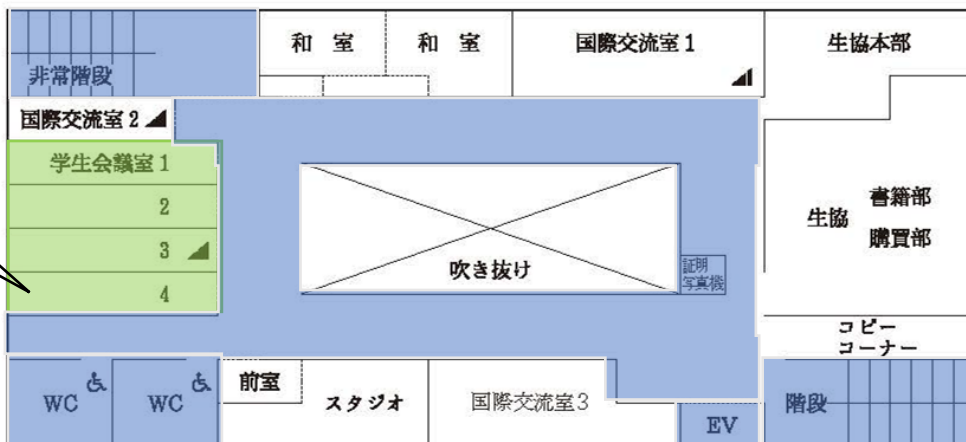 和 室
和 室
国際交流室1
生協本部
非常階段
国際交流室2
学生会議室1
2
3
4
吹き抜け
証明
写真機
生協
書籍部
購買部
コピー
コーナー
WC
WC
前室
スタジオ
国際交流室3
EV
階段